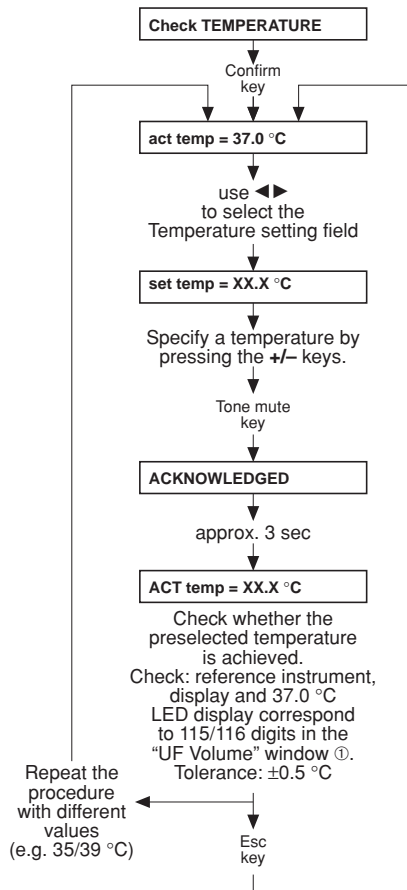 Check TEMPERATURE
Confirm
key
act temp = 37.0 °C
use ◄►
to select the
Temperature setting field
set temp = XX.X °C
Specify a temperature by
pressing the +/– keys.
Tone mute
key
ACKNOWLEDGED
approx. 3 sec
ACT temp = XX.X °C
Check whether the
preselected temperature
is achieved.
Check: reference instrument,
display and 37.0 °C
LED display correspond
to 115/116 digits in the
“UF Volume” window ①.
Tolerance: ±0.5 °C
Repeat the
procedure
with different
values
(e.g. 35/39 °C)
Esc
key